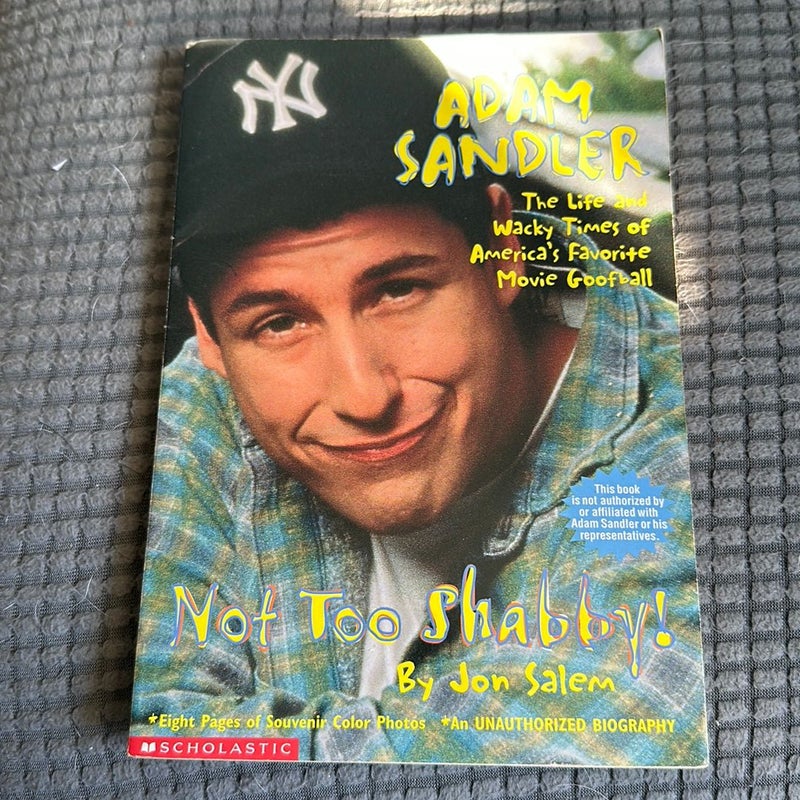 NY
ADAM
SANDLER
The Life and
Wacky Times of
America's Favorite
Movie Goofball
This book
is not authorized by
or affiliated with
Adam Sandler or his
representatives.
Not Too Shabby!
By Jon Salem
*Eight Pages of Souvenir Color Photos *An UNAUTHORIZED BIOGRAPHY
SCHOLASTIC